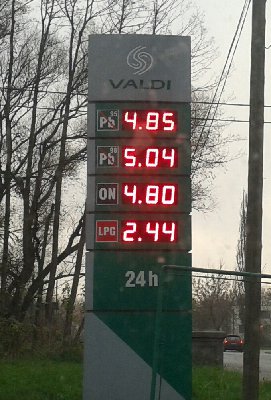 VALDI
Pb 95 4.85
Pb 98 5.04
ON 4.80
LPG 2.44
24h